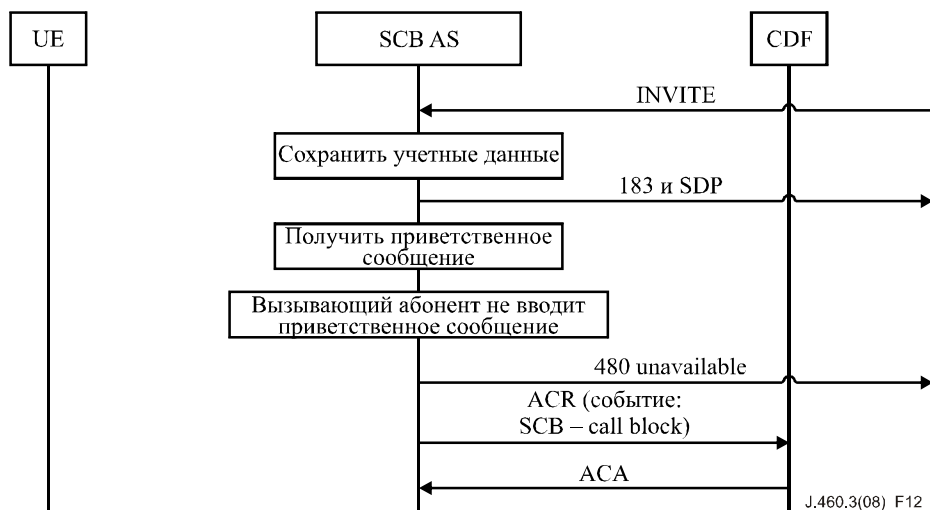 UE
SCB AS
CDF
INVITE
Сохранить учетные данные
183 и SDP
Получить приветственное
сообщение
Вызывающий абонент не вводит
приветственное сообщение
480 unavailable
ACR (событие:
SCB – call block)
ACA
J.460.3(08)_F12